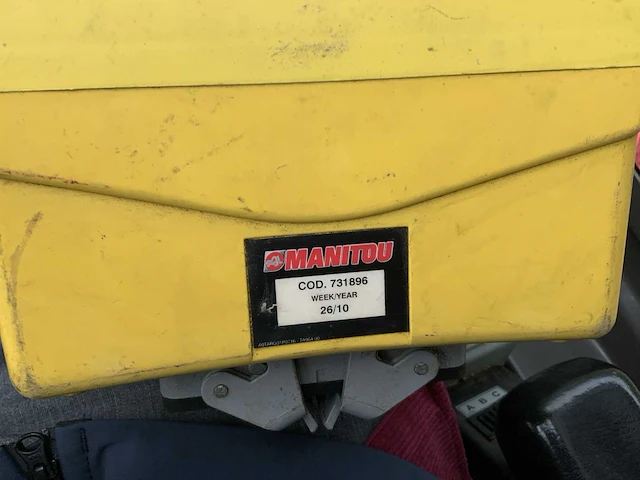 MANITOU
COD. 731896
WEEK/YEAR
26/10
A B C